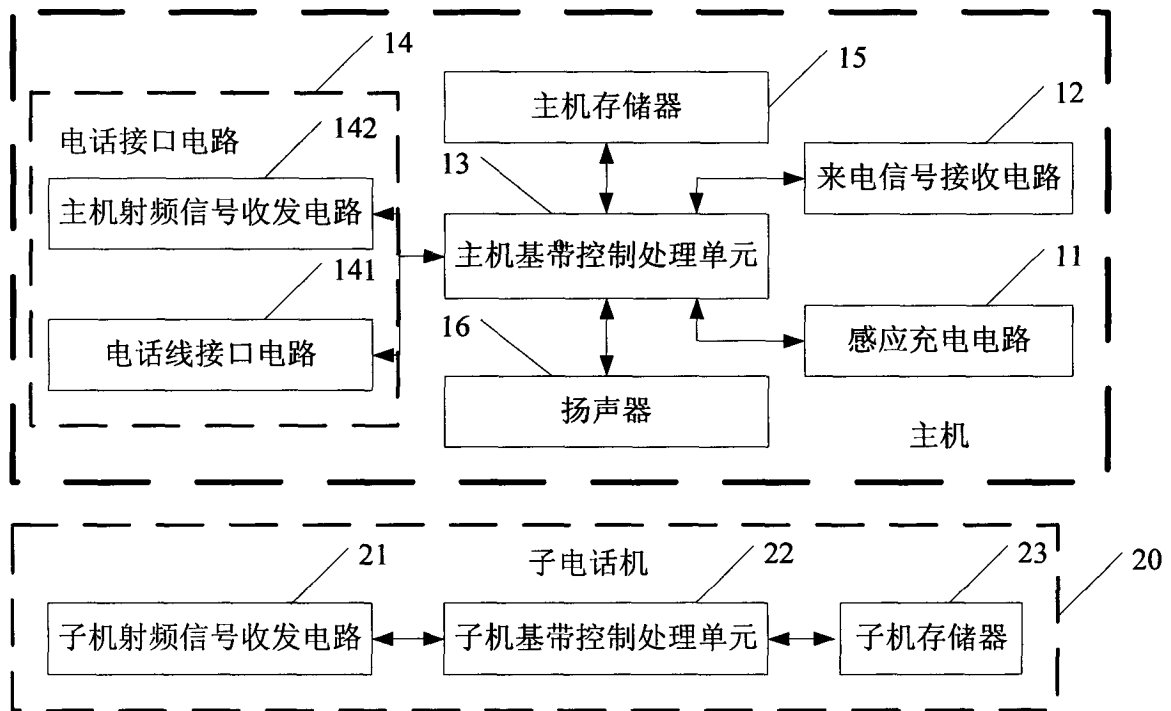 14
15
12
电话接口电路
142
主机存储器
主机射频信号收发电路
13
来电信号接收电路
主机基带控制处理单元
141
11
电话线接口电路
16
感应充电电路
扬声器
主机
21
子电话机
22
23
20
子机射频信号收发电路
子机基带控制处理单元
子机存储器